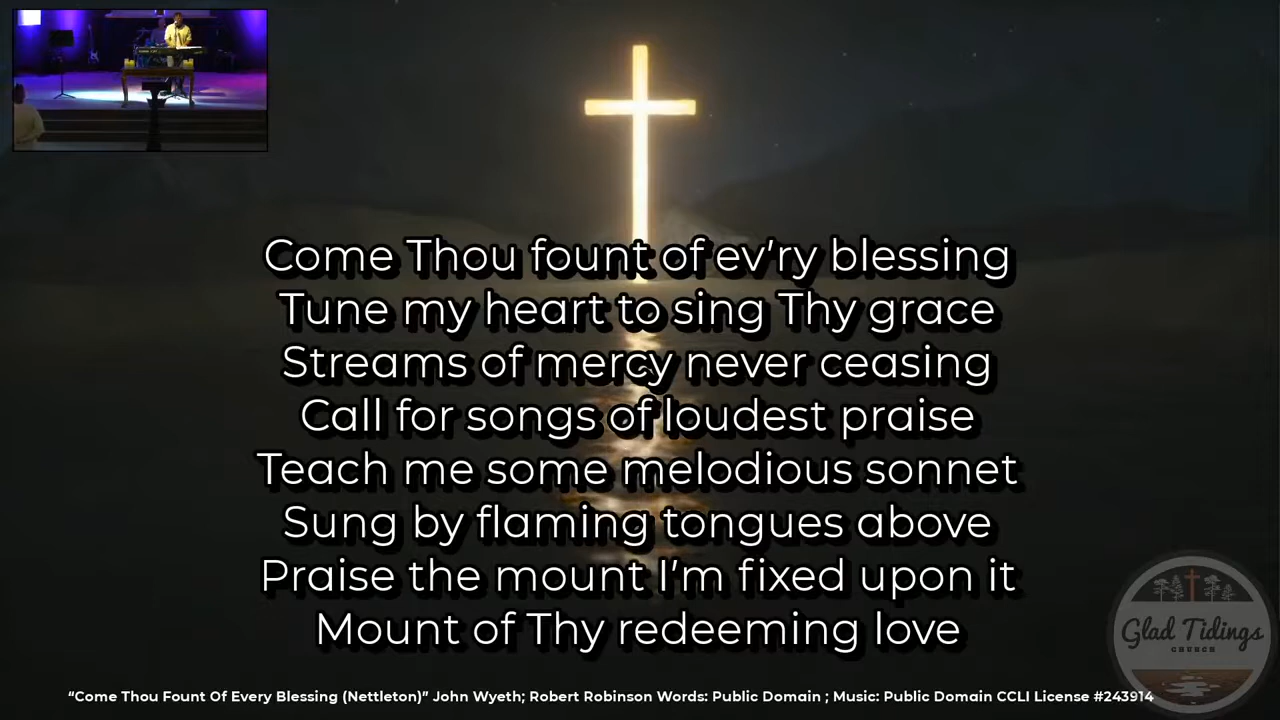 Come Thou fount of ev’ry blessing
Tune my heart to sing Thy grace
Streams of mercy never ceasing
Call for songs of loudest praise
Teach me some melodious sonnet
Sung by flaming tongues above
Praise the mount I’m fixed upon it
Mount of Thy redeeming love
Glad Tidings
CHURCH
“Come Thou Fount Of Every Blessing (Nettleton)” John Wyeth; Robert Robinson Words: Public Domain ; Music: Public Domain CCLI License #243914